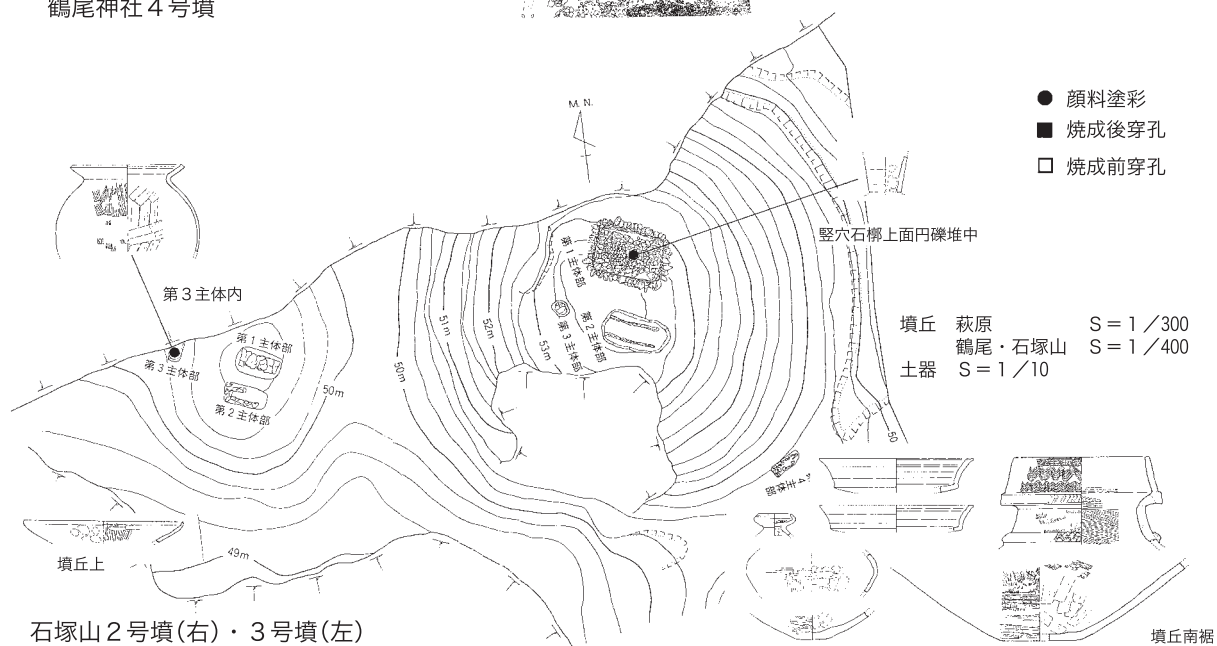 鶴尾神社4号墳
M. N.
● 顔料塗彩
■ 焼成後穿孔
□ 焼成前穿孔
竪穴石槨上面円礫堆中
第3主体内
第1主体部
第2主体部
第3主体部
51m
52m
53m
50m
第1主体部
第2主体部
第3主体部
50m
50
主体部
49m
墳丘 萩原 S=1/300
鶴尾・石塚山 S=1/400
土器 S=1/10
墳丘上
石塚山2号墳(右)・3号墳(左)
墳丘南裾